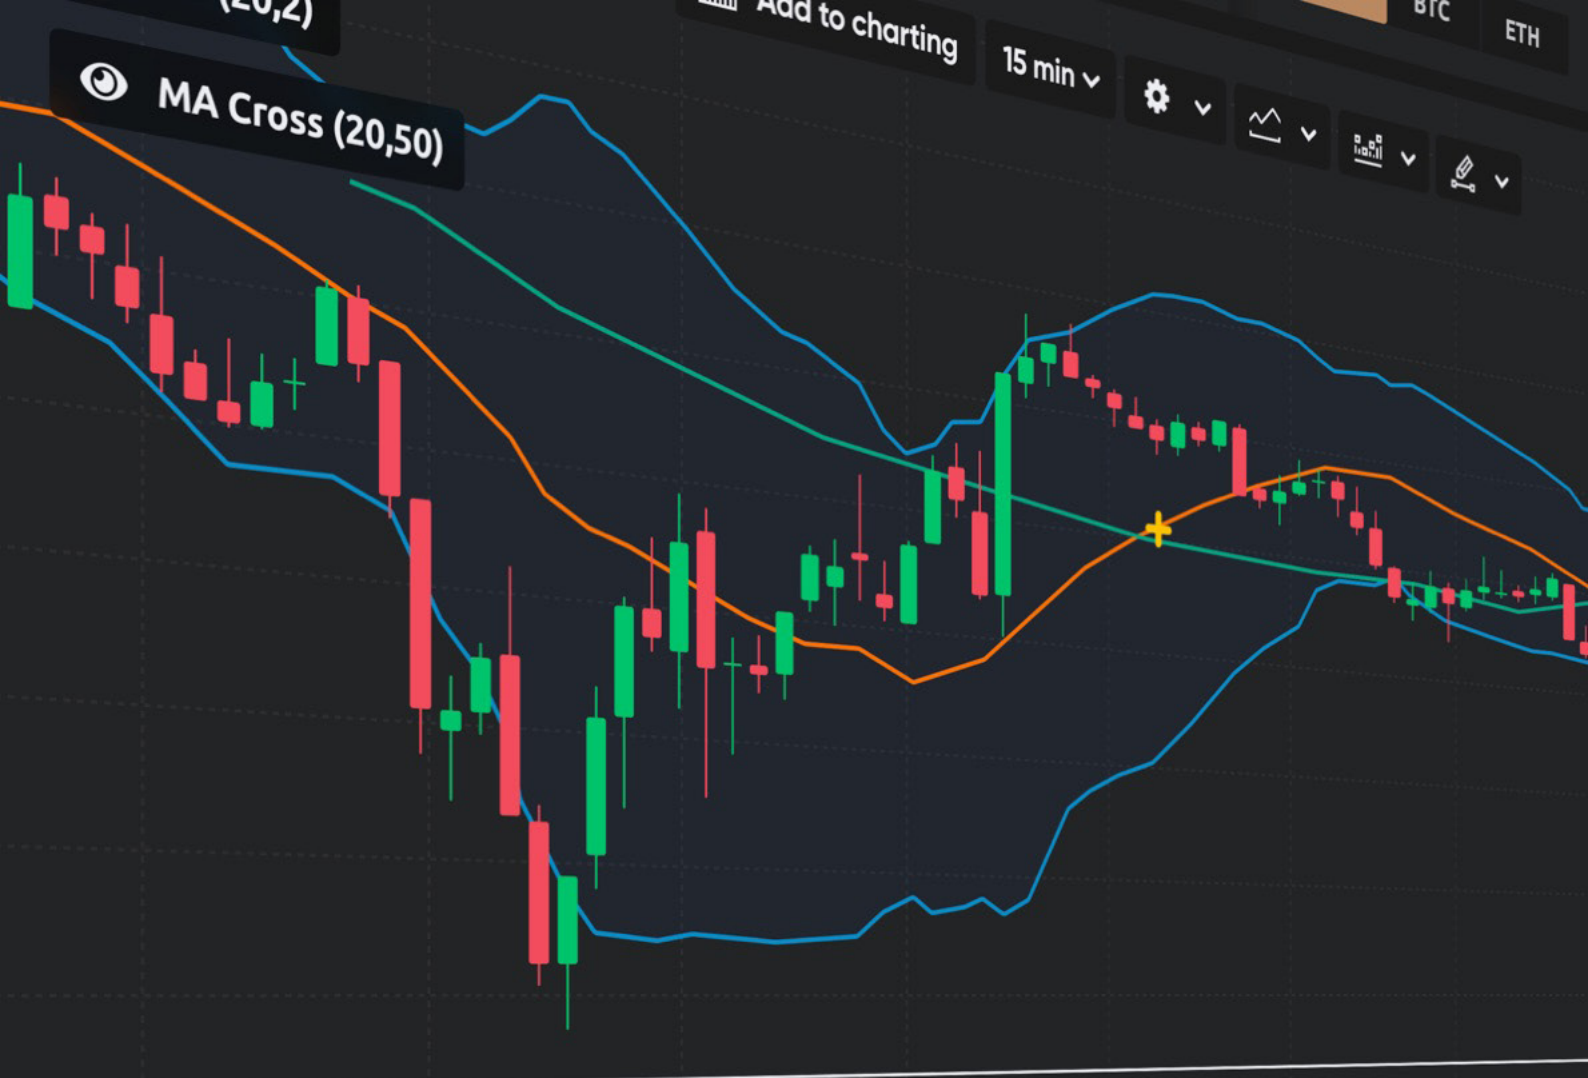 (20,2)
MA Cross (20,50)
Add to charting
15 min
BTC
ETH